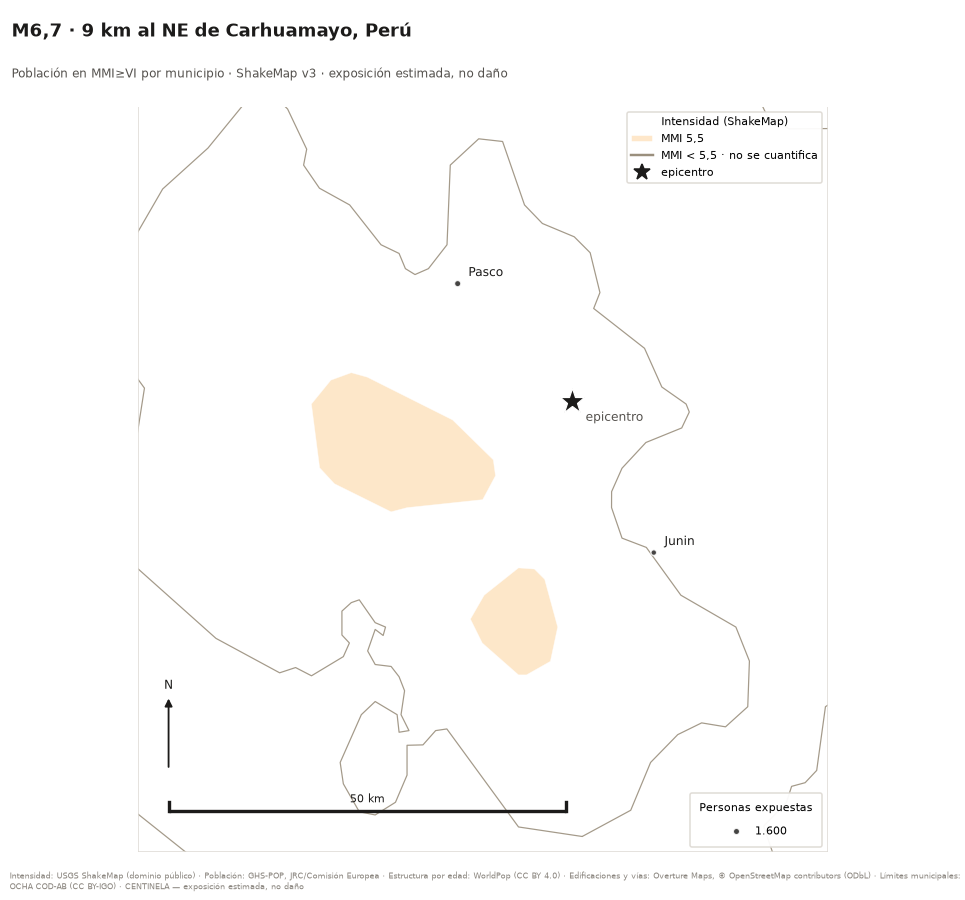 M6,7 · 9 km al NE de Carhuamayo, Perú
Población en MMI≥VI por municipio · ShakeMap v3 · exposición estimada, no daño
Intensidad (ShakeMap)
MMI 5,5
MMI < 5,5 · no se cuantifica
epicentro
Pasco
epicentro
Junin
N
50 km
Personas expuestas
1.600
Intensidad: USGS ShakeMap (dominio público) · Población: GHS-POP, JRC/Comisión Europea · Estructura por edad: WorldPop (CC BY 4.0) · Edificaciones y vías: Overture Maps, © OpenStreetMap contributors (ODbL) · Límites municipales:
OCHA COD-AB (CC BY-IGO) · CENTINELA — exposición estimada, no daño